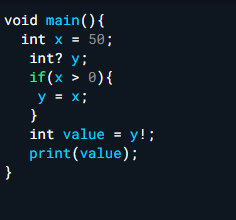 void main(){
  int x = 50;
   int? y;
   if(x > 0){
    y = x;
   }
   int value = y!;
   print(value);
}